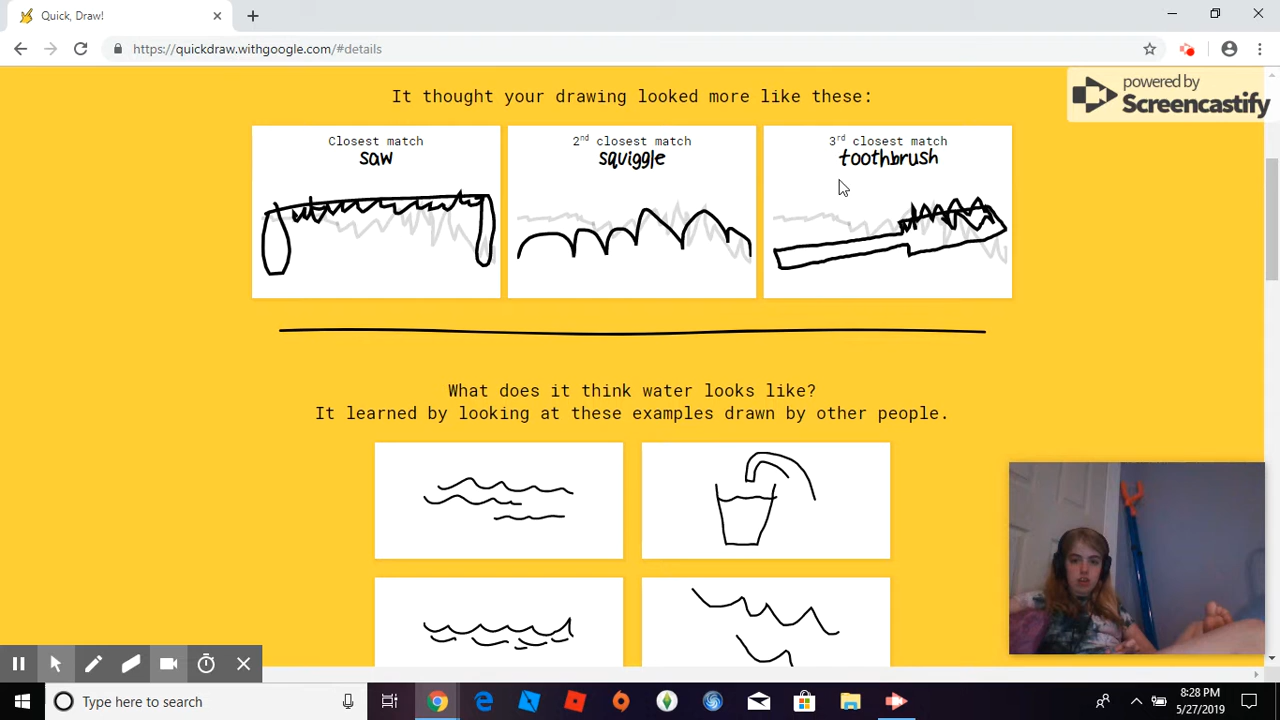 Quick, Draw!
https://quickdraw.withgoogle.com/#details
powered by
Screencastify
It thought your drawing looked more like these:
Closest match
saw
2nd closest match
squiggle
3rd closest match
toothbrush
What does it think water looks like?
It learned by looking at these examples drawn by other people.
Type here to search
8:28 PM
5/27/2019